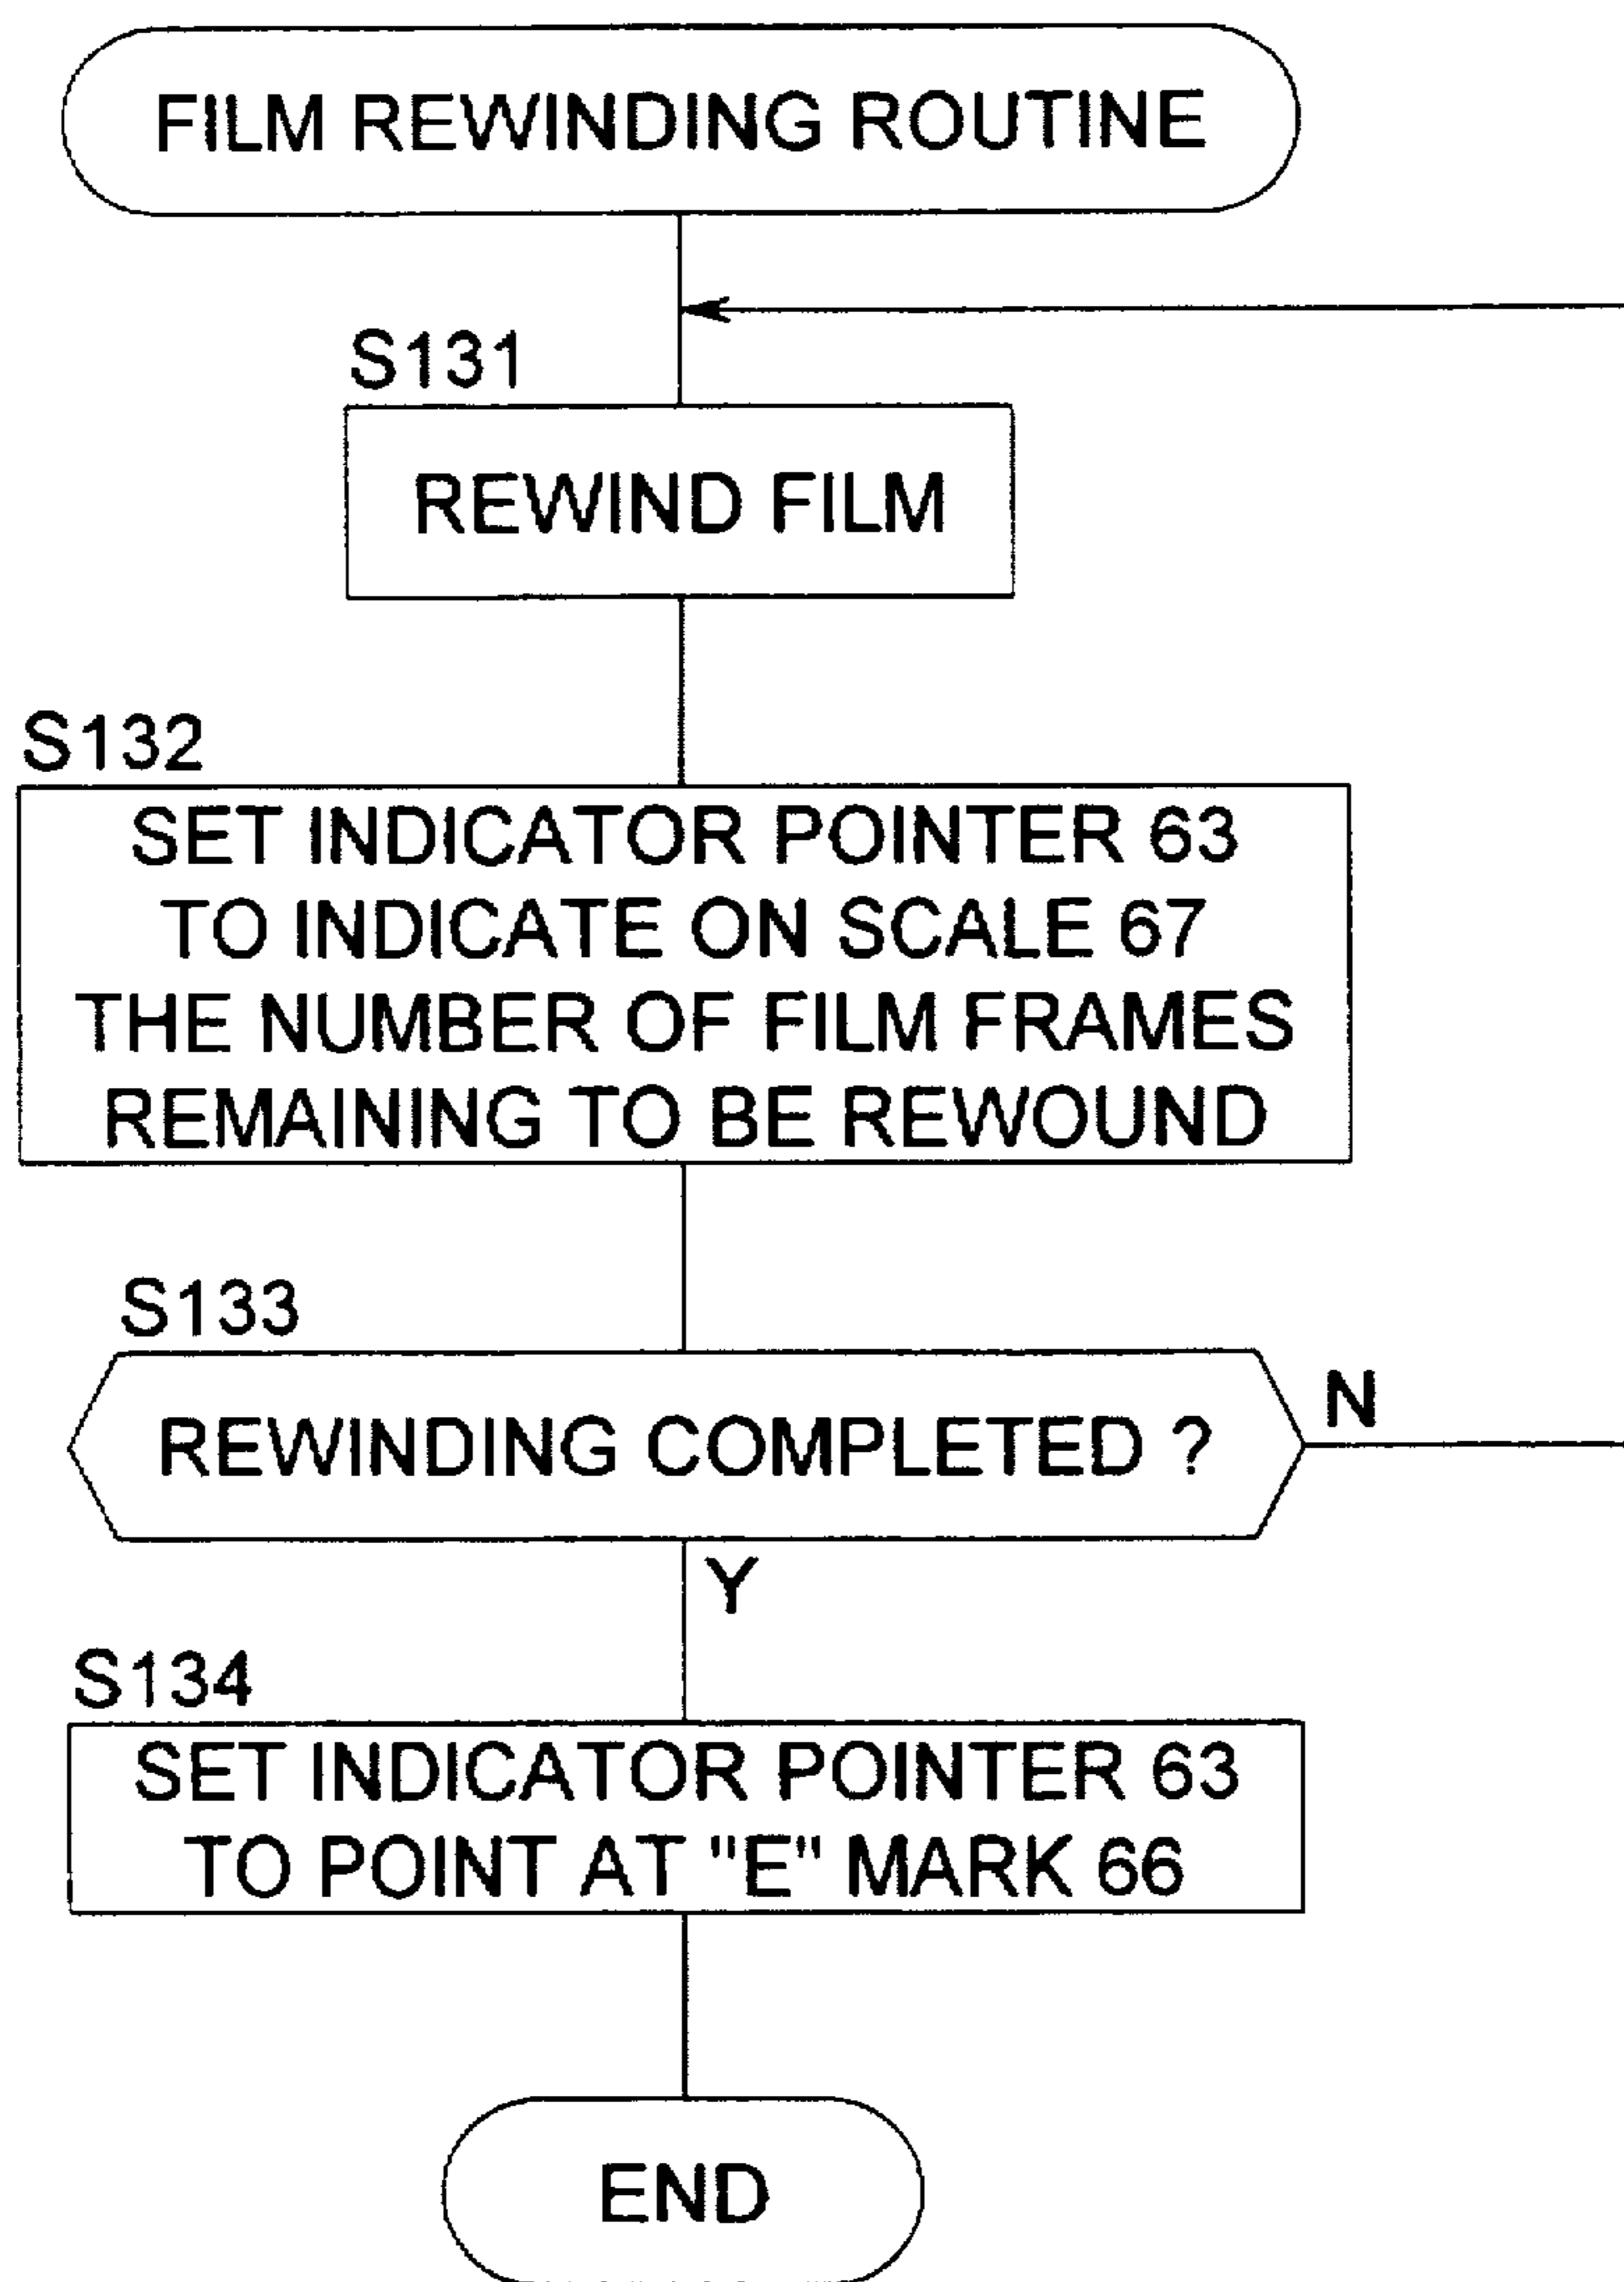 FILM REWINDING ROUTINE
S131
REWIND FILM
S132
SET INDICATOR POINTER 63
TO INDICATE ON SCALE 67
THE NUMBER OF FILM FRAMES
REMAINING TO BE REWOUND
S133
REWINDING COMPLETED ?
N
Y
S134
SET INDICATOR POINTER 63
TO POINT AT "E" MARK 66
END